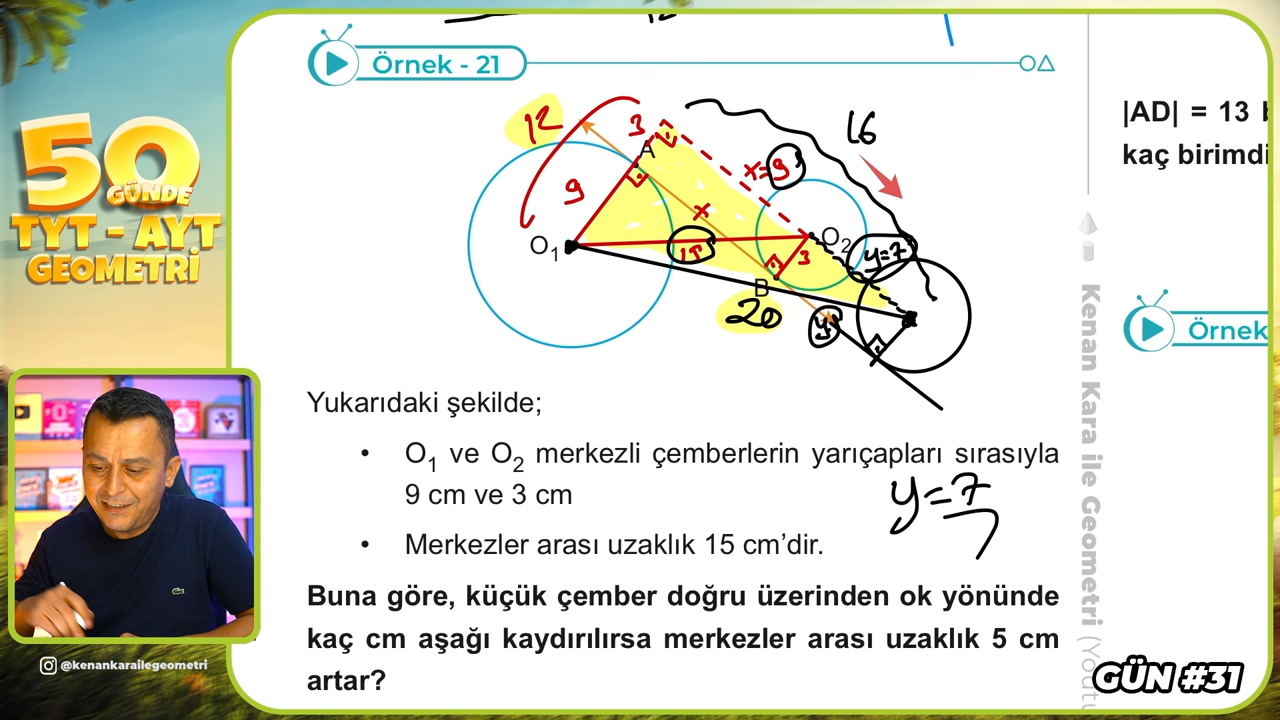 50
GÜNDE
TYT - AYT
GEOMETRİ
@kenankarailegeometri
12
Örnek - 21
12
3
A
9
x=9
16
x
O1
15
O2
3
y=7
B
20
y
Yukarıdaki şekilde;
• O1 ve O2 merkezli çemberlerin yarıçapları sırasıyla
9 cm ve 3 cm
y=7
• Merkezler arası uzaklık 15 cm’dir.
Buna göre, küçük çember doğru üzerinden ok yönünde
kaç cm aşağı kaydırılırsa merkezler arası uzaklık 5 cm
artar?
Kenan Kara ile Geometri (Youtu
|AD| = 13
kaç birimdi
Örnek
GÜN #31